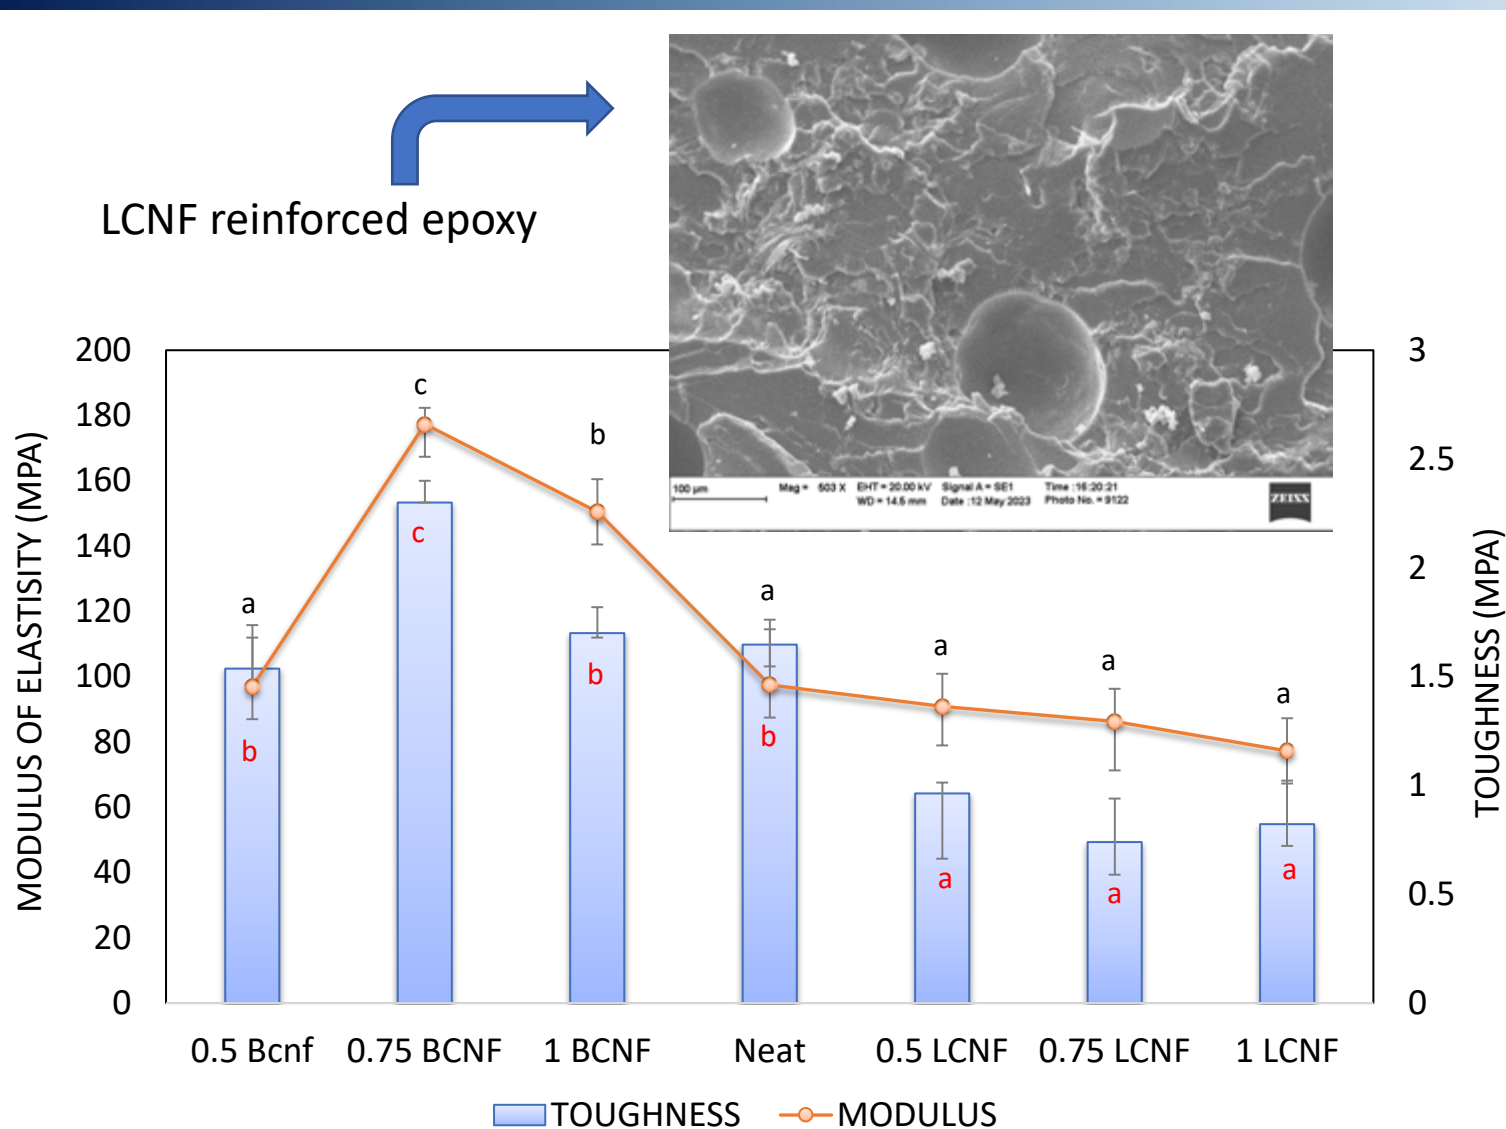 LCNF reinforced epoxy
100 µm
Mag = 503 X EHT = 20.00 kV Signal A = SE1 Time :16:20:21
WD = 14.5 mm Date :12 May 2023 Photo No. = 9122
ZEISS
MODULUS OF ELASTISITY (MPA)
200
180
160
140
120
100
80
60
40
20
0
a
c
b
a
a
a
a
b
c
b
b
a
a
a
3
2.5
2
1.5
1
0.5
0
TOUGHNESS (MPA)
0.5 Bcnf 0.75 BCNF 1 BCNF Neat 0.5 LCNF 0.75 LCNF 1 LCNF
TOUGHNESS MODULUS